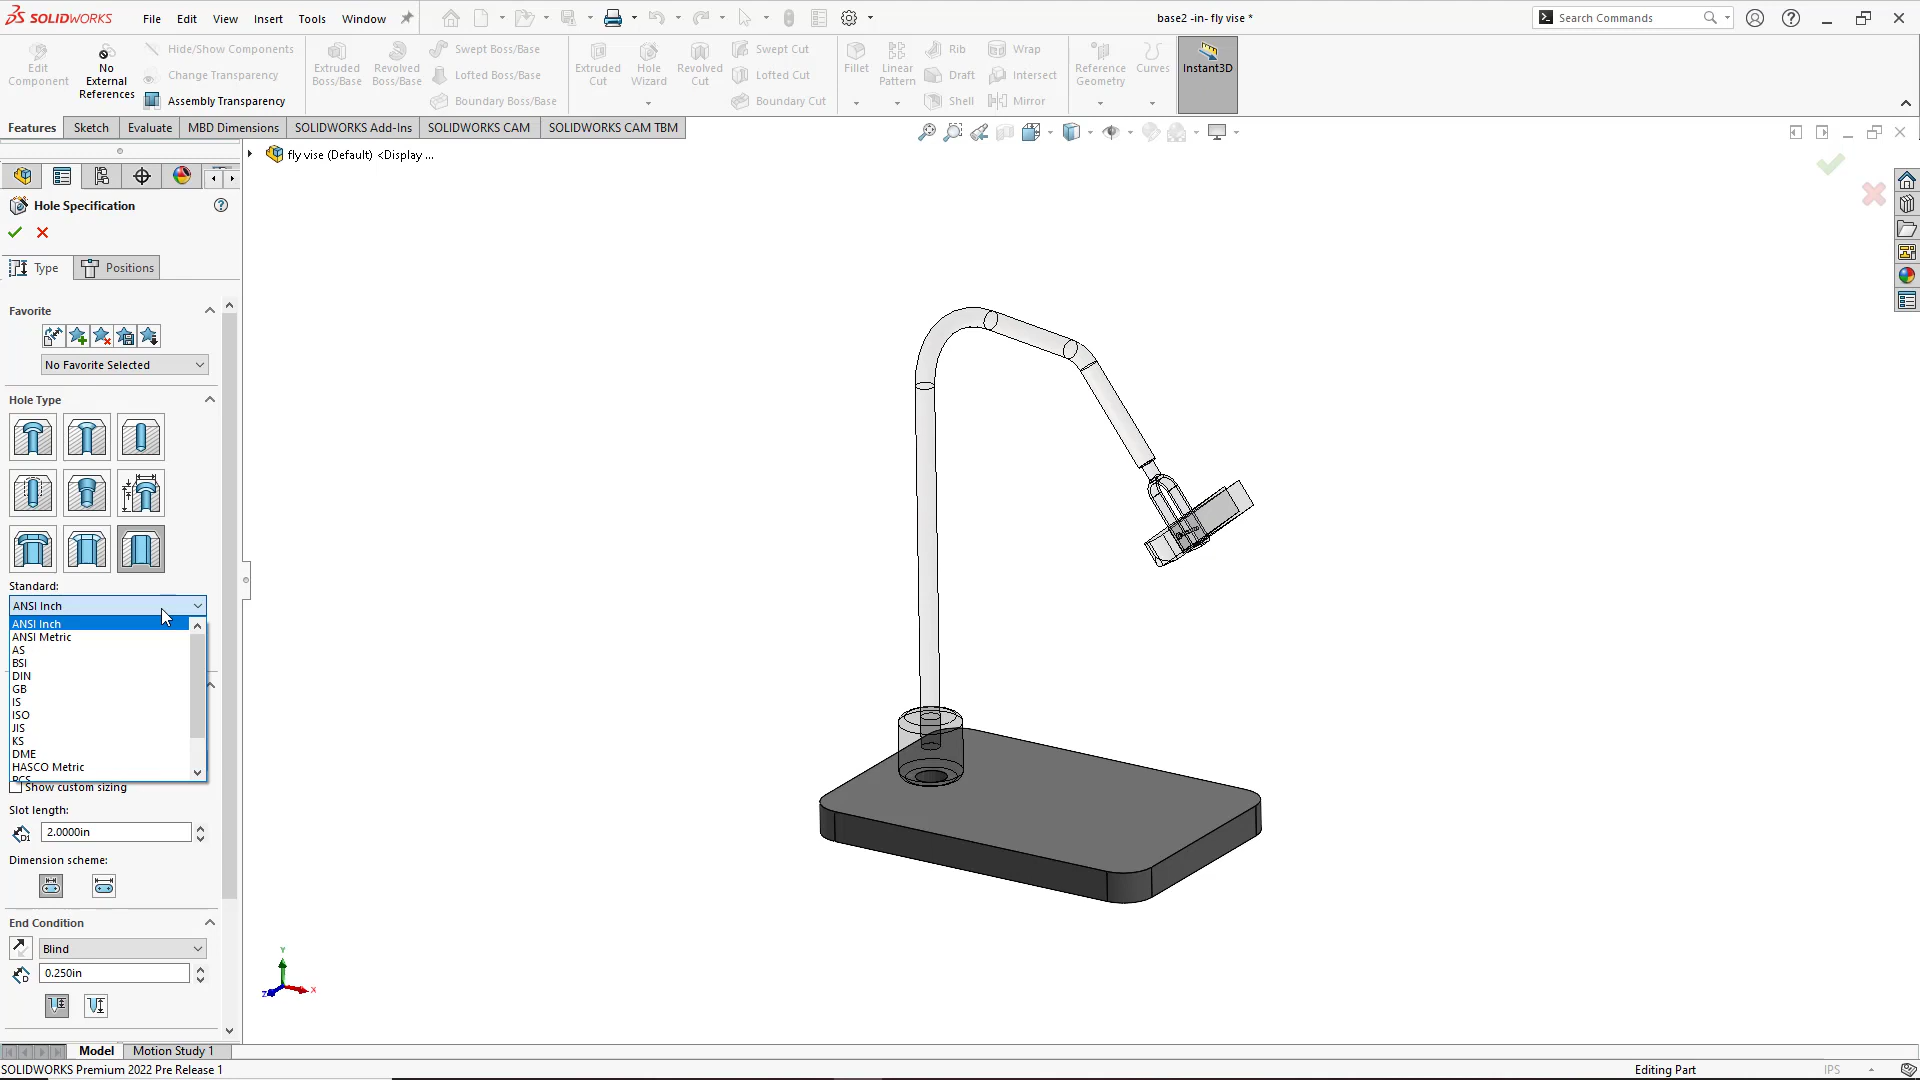 SOLIDWORKS
File Edit View Insert Tools Window
base2 -in- fly vise *
Search Commands
Edit Component
No External References
Hide/Show Components
Change Transparency
Assembly Transparency
Extruded Boss/Base
Revolved Boss/Base
Swept Boss/Base
Lofted Boss/Base
Boundary Boss/Base
Extruded Cut
Hole Wizard
Revolved Cut
Swept Cut
Lofted Cut
Boundary Cut
Fillet
Linear Pattern
Rib
Draft
Shell
Wrap
Intersect
Mirror
Reference Geometry
Curves
Instant3D
Features Sketch Evaluate MBD Dimensions SOLIDWORKS Add-Ins SOLIDWORKS CAM SOLIDWORKS CAM TBM
fly vise (Default) <Display ...
Hole Specification
Type Positions
Favorite
No Favorite Selected
Hole Type
Standard:
ANSI Inch
ANSI Inch
ANSI Metric
AS
BSI
DIN
GB
IS
ISO
JIS
KS
DME
HASCO Metric
PCS
Show custom sizing
Slot length:
2.0000in
Dimension scheme:
End Condition
Blind
0.250in
Y
Z
X
Model Motion Study 1
SOLIDWORKS Premium 2022 Pre Release 1
Editing Part
IPS